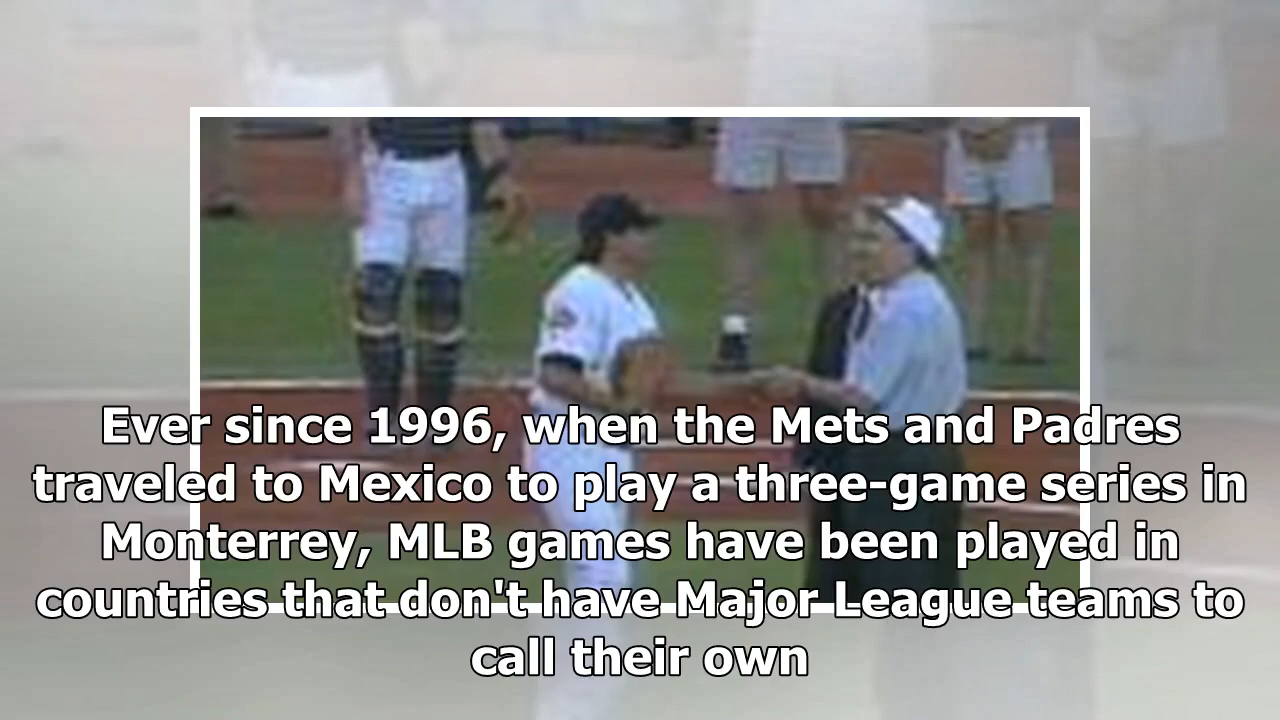 Ever since 1996, when the Mets and Padres
traveled to Mexico to play a three-game series in
Monterrey, MLB games have been played in
countries that don't have Major League teams to
call their own